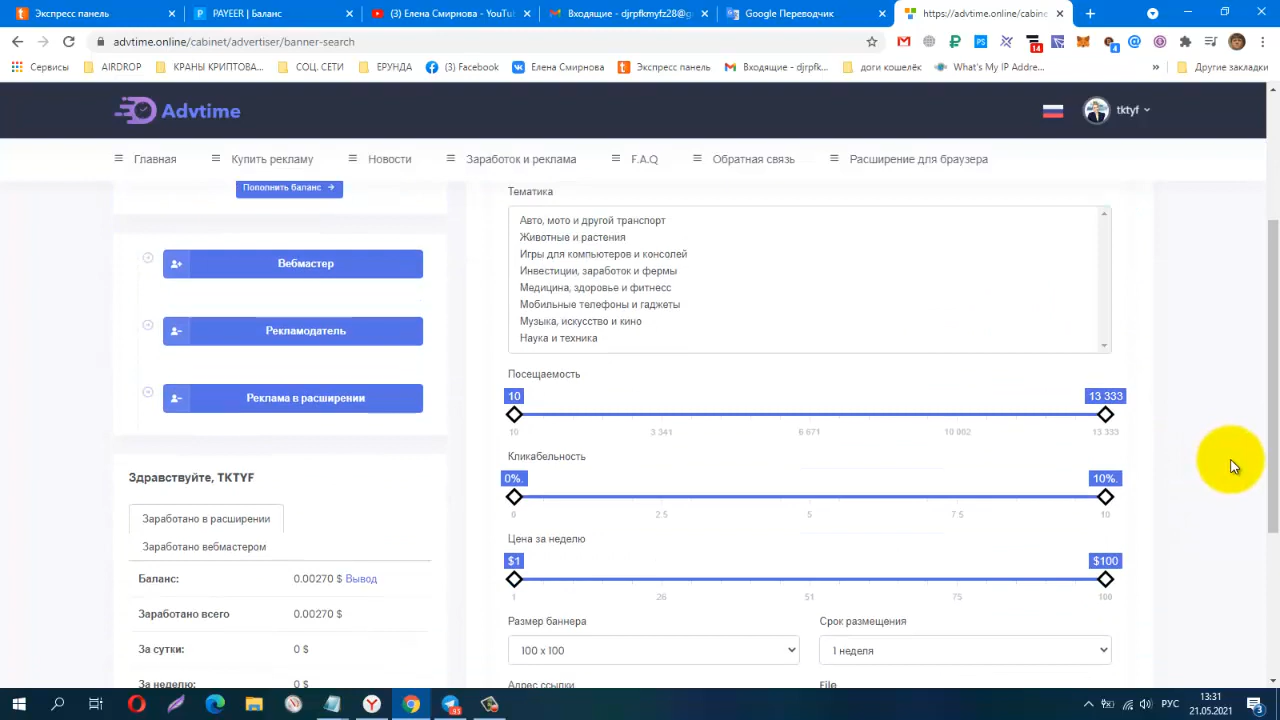 Экспресс панель
PAYEER | Баланс
(3) Елена Смирнова - YouTu
Входящие - djrpfkmyfz28@g
Google Переводчик
https://advtime.online/cabine
advtime.online/cabinet/advertiser/banner-search
14
4
Сервисы
AIRDROP
КРАНЫ КРИПТОВА...
СОЦ. СЕТИ
ЕРУНДА
(3) Facebook
Елена Смирнова
Экспресс панель
Входящие - djrpfk...
доги кошелёк
What's My IP Addre...
»
Другие закладки
Advtime
tktyf
Главная
Купить рекламу
Новости
Заработок и реклама
F.A.Q
Обратная связь
Расширение для браузера
Пополнить баланс →
Вебмастер
Рекламодатель
Реклама в расширении
Здравствуйте, TKTYF
Заработано в расширении
Заработано вебмастером
Баланс: 0.00270 $ Вывод
Заработано всего 0.00270 $
За сутки: 0 $
За неделю: 0 $
Тематика
Авто, мото и другой транспорт
Животные и растения
Игры для компьютеров и консолей
Инвестиции, заработок и фермы
Медицина, здоровье и фитнесс
Мобильные телефоны и гаджеты
Музыка, искусство и кино
Наука и техника
Посещаемость
10 13 333
10 3 341 6 671 10 002 13 333
Кликабельность
0%. 10%.
0 2.5 5 7.5 10
Цена за неделю
$1 $100
1 26 51 75 100
Размер баннера
100 x 100
Срок размещения
1 неделя
Адрес ссылки
File
93
РУС
13:31
21.05.2021
3